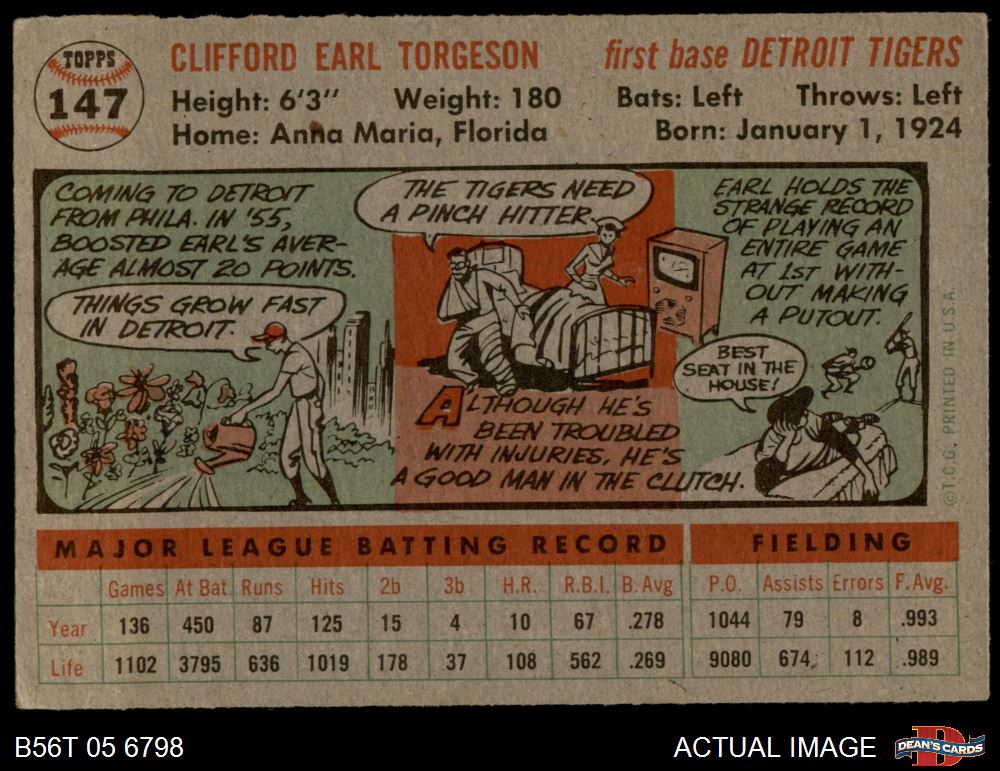 TOPPS
147
CLIFFORD EARL TORGESON
first base DETROIT TIGERS
Height: 6'3" Weight: 180 Bats: Left Throws: Left
Home: Anna Maria, Florida Born: January 1, 1924
COMING TO DETROIT
FROM PHILA. IN '55,
BOOSTED EARL'S AVER-
AGE ALMOST 20 POINTS.
THINGS GROW FAST
IN DETROIT.
THE TIGERS NEED
A PINCH HITTER.
ALTHOUGH HE'S
BEEN TROUBLED
WITH INJURIES, HE'S
A GOOD MAN IN THE CLUTCH.
EARL HOLDS THE
STRANGE RECORD
OF PLAYING AN
ENTIRE GAME
AT 1ST WITH-
OUT MAKING
A PUTOUT.
BEST
SEAT IN THE
HOUSE!
©T.C.G. PRINTED IN U.S.A.
MAJOR LEAGUE BATTING RECORD FIELDING
Games At Bat Runs Hits 2b 3b H.R. R.B.I. B. Avg P.O. Assists Errors F. Avg.
Year 136 450 87 125 15 4 10 67 .278 1044 79 8 .993
Life 1102 3795 636 1019 178 37 108 562 .269 9080 674 112 .989
B56T 05 6798
ACTUAL IMAGE
D
DEAN'S CARDS